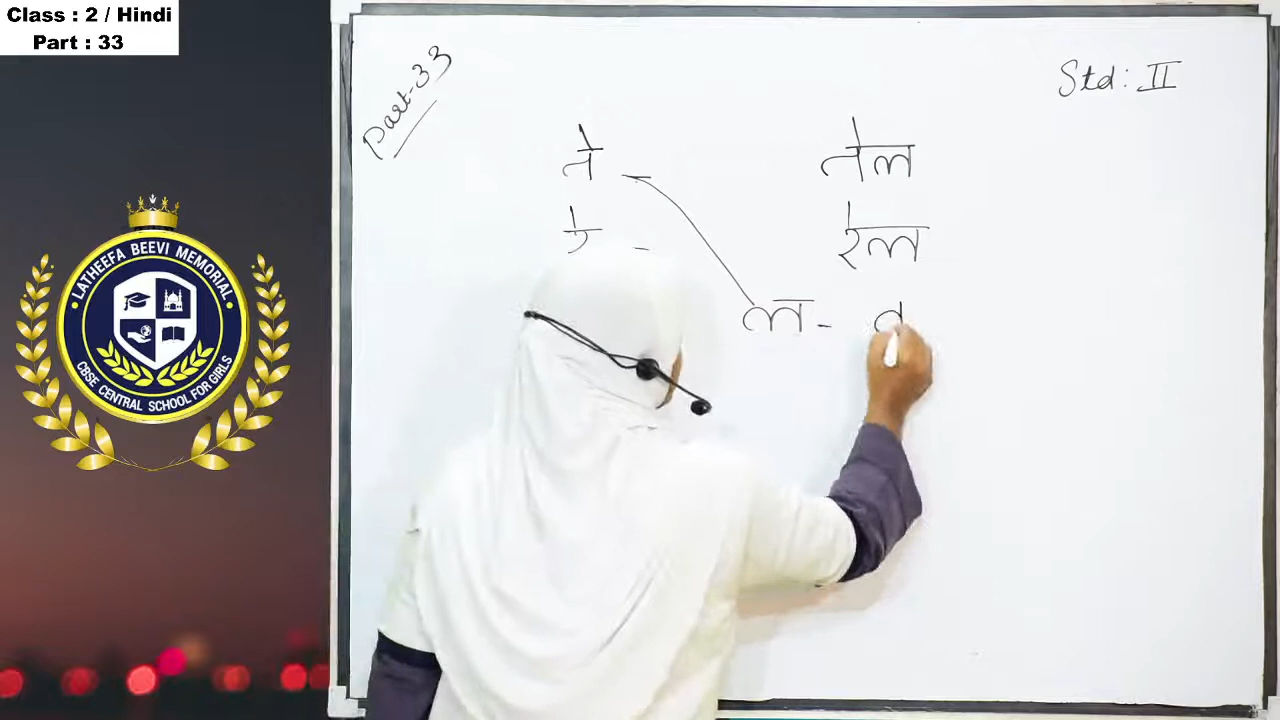 Class : 2 / Hindi
Part : 33
Part-33
Std: II
ते - तेल
रे - रेल
ल - त
LATHEEFA BEEVI MEMORIAL
CBSE CENTRAL SCHOOL FOR GIRLS